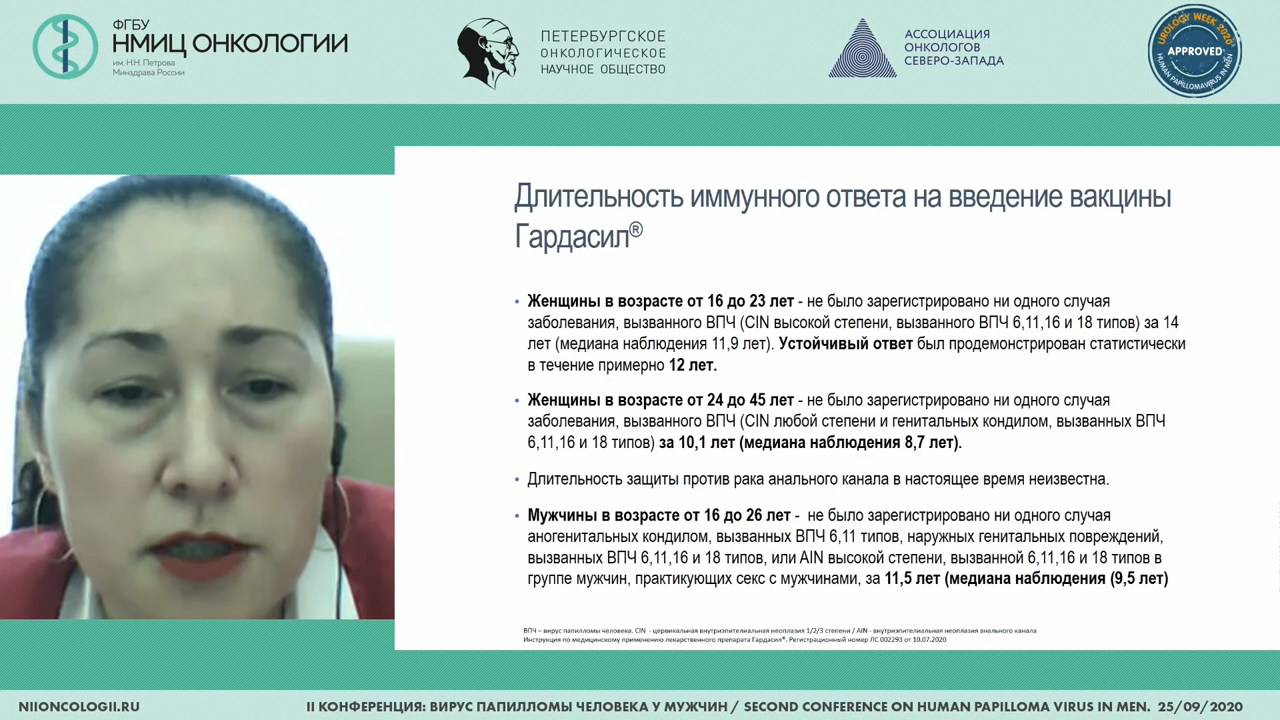 ФГБУ
НМИЦ ОНКОЛОГИИ
им. Н.Н. Петрова
Минздрава России
ПЕТЕРБУРГСКОЕ
ОНКОЛОГИЧЕСКОЕ
НАУЧНОЕ ОБЩЕСТВО
АССОЦИАЦИЯ
ОНКОЛОГОВ
СЕВЕРО-ЗАПАДА
UROLOGY WEEK 2020
APPROVED
HUMAN PAPILLOMAVIRUS IN MEN
Длительность иммунного ответа на введение вакцины
Гардасил®
• Женщины в возрасте от 16 до 23 лет - не было зарегистрировано ни одного случая
заболевания, вызванного ВПЧ (CIN высокой степени, вызванного ВПЧ 6,11,16 и 18 типов) за 14
лет (медиана наблюдения 11,9 лет). Устойчивый ответ был продемонстрирован статистически
в течение примерно 12 лет.
• Женщины в возрасте от 24 до 45 лет - не было зарегистрировано ни одного случая
заболевания, вызванного ВПЧ (CIN любой степени и генитальных кондилом, вызванных ВПЧ
6,11,16 и 18 типов) за 10,1 лет (медиана наблюдения 8,7 лет).
• Длительность защиты против рака анального канала в настоящее время неизвестна.
• Мужчины в возрасте от 16 до 26 лет - не было зарегистрировано ни одного случая
аногенитальных кондилом, вызванных ВПЧ 6,11 типов, наружных генитальных повреждений,
вызванных ВПЧ 6,11,16 и 18 типов, или AIN высокой степени, вызванной 6,11,16 и 18 типов в
группе мужчин, практикующих секс с мужчинами, за 11,5 лет (медиана наблюдения (9,5 лет)
ВПЧ – вирус папилломы человека. CIN - цервикальная внутриэпителиальная неоплазия 1/2/3 степени / AIN - внутриэпителиальная неоплазия анального канала
Инструкция по медицинскому применению лекарственного препарата Гардасил®. Регистрационный номер ЛС 002293 от 10.07.2020
NIIONCOLOGII.RU
II КОНФЕРЕНЦИЯ: ВИРУС ПАПИЛЛОМЫ ЧЕЛОВЕКА У МУЖЧИН / SECOND CONFERENCE ON HUMAN PAPILLOMA VIRUS IN MEN. 25/09/2020